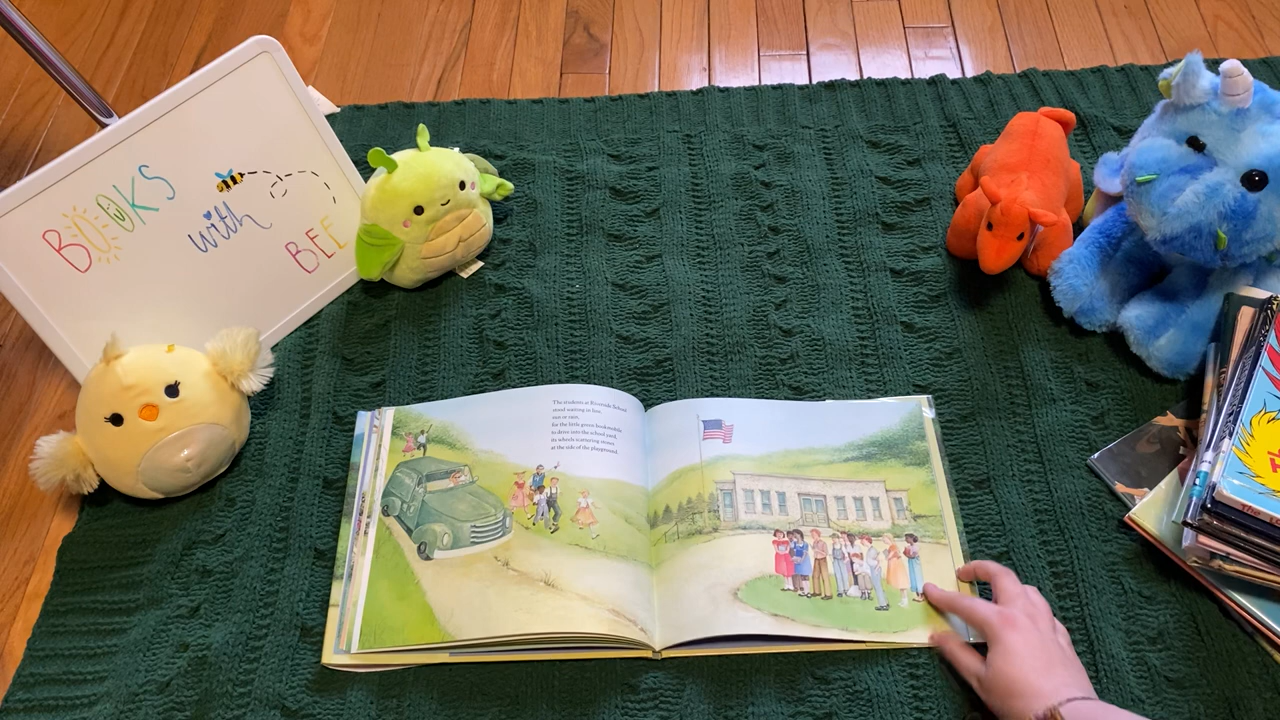 BOOKS
with
BEE
The students at Riverside School
stood waiting in line,
sun or rain,
for the little green bookmobile
to drive into the school yard,
its wheels scattering stones
at the side of the playground.